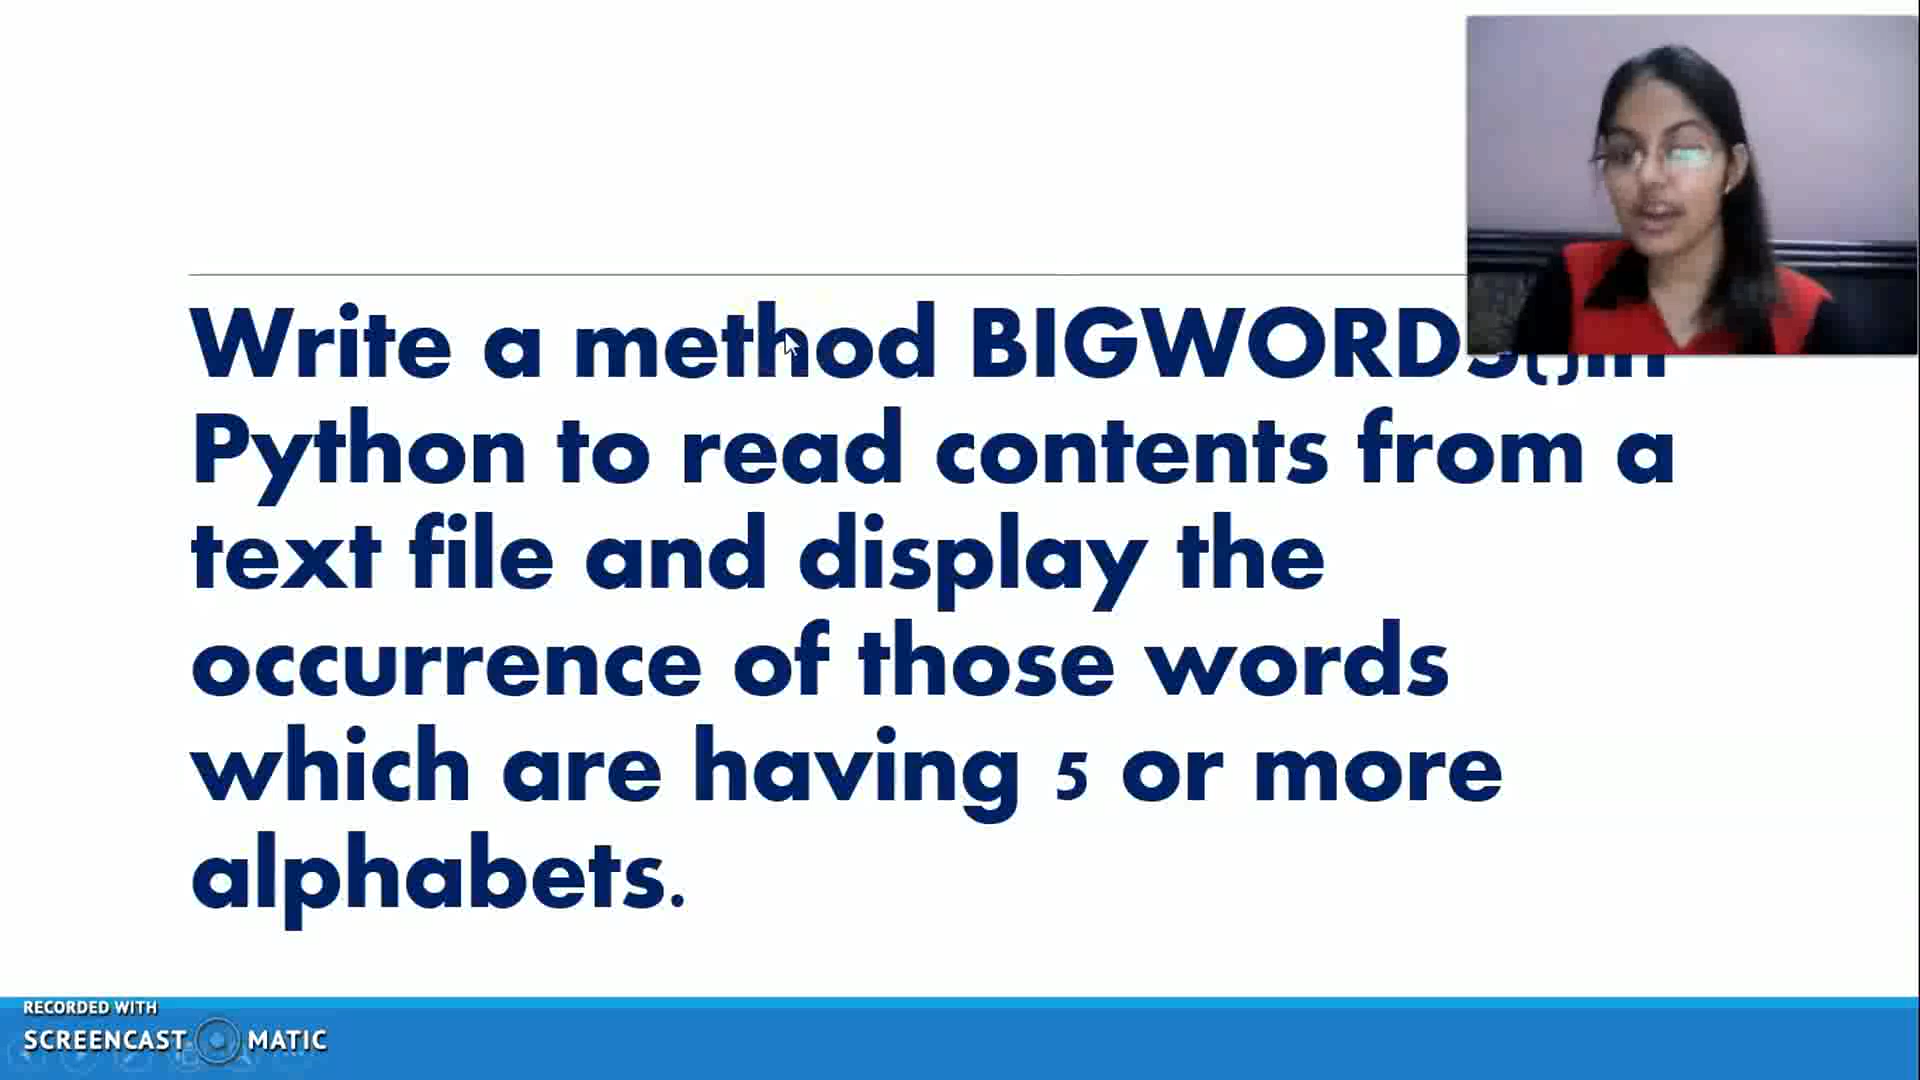 Write a method BIGWORDS()in
Python to read contents from a
text file and display the
occurrence of those words
which are having 5 or more
alphabets.
RECORDED WITH
SCREENCAST MATIC